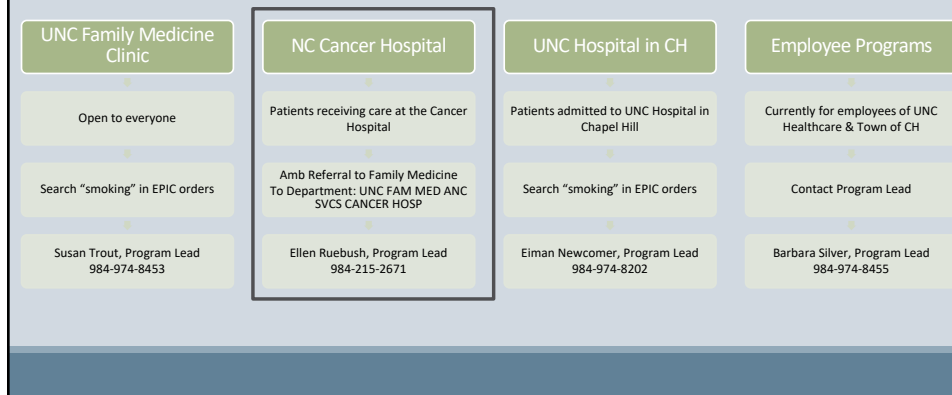 UNC Family Medicine
Clinic
Open to everyone
Search “smoking” in EPIC orders
Susan Trout, Program Lead
984-974-8453
NC Cancer Hospital
Patients receiving care at the Cancer
Hospital
Amb Referral to Family Medicine
To Department: UNC FAM MED ANC
SVCS CANCER HOSP
Ellen Ruebush, Program Lead
984-215-2671
UNC Hospital in CH
Patients admitted to UNC Hospital in
Chapel Hill
Search “smoking” in EPIC orders
Eiman Newcomer, Program Lead
984-974-8202
Employee Programs
Currently for employees of UNC
Healthcare & Town of CH
Contact Program Lead
Barbara Silver, Program Lead
984-974-8455